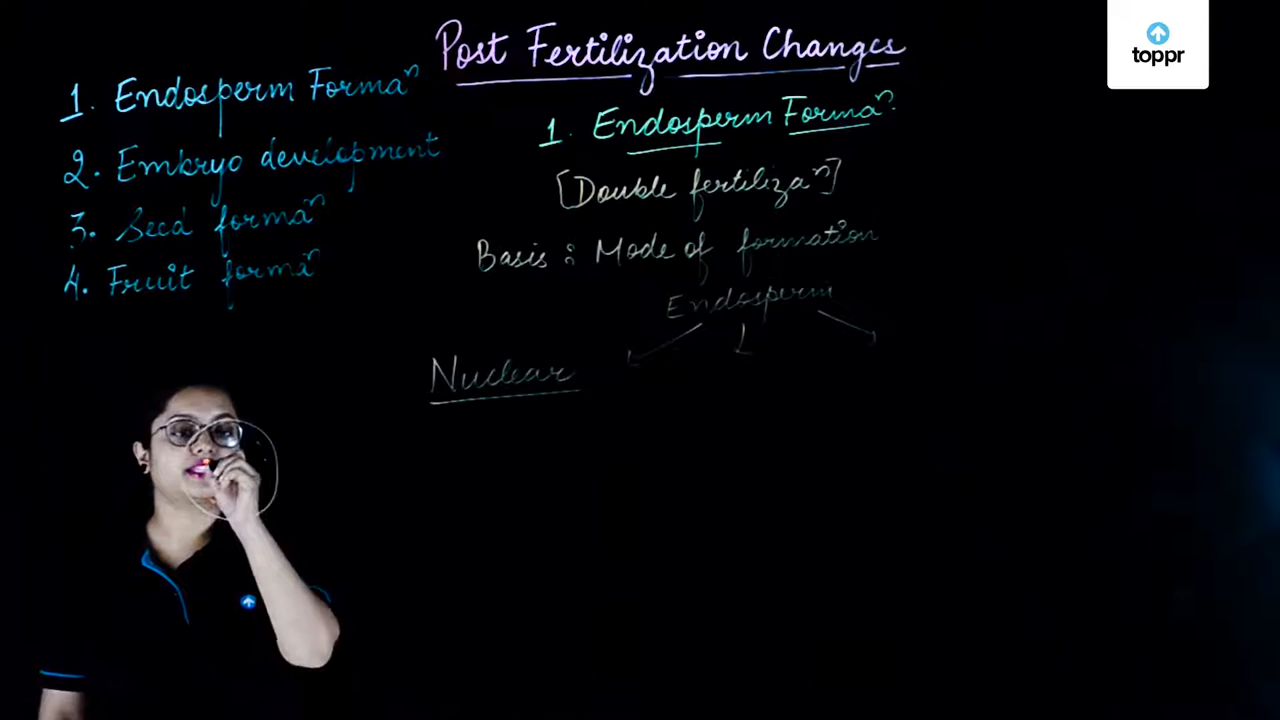 Post Fertilization Changes
toppr
1. Endosperm Formaⁿ
2. Embryo development
3. Seed formaⁿ
4. Fruit formaⁿ
1. Endosperm Formaⁿ
[Double fertilizaⁿ]
Basis : Mode of formation
Endosperm
Nuclear